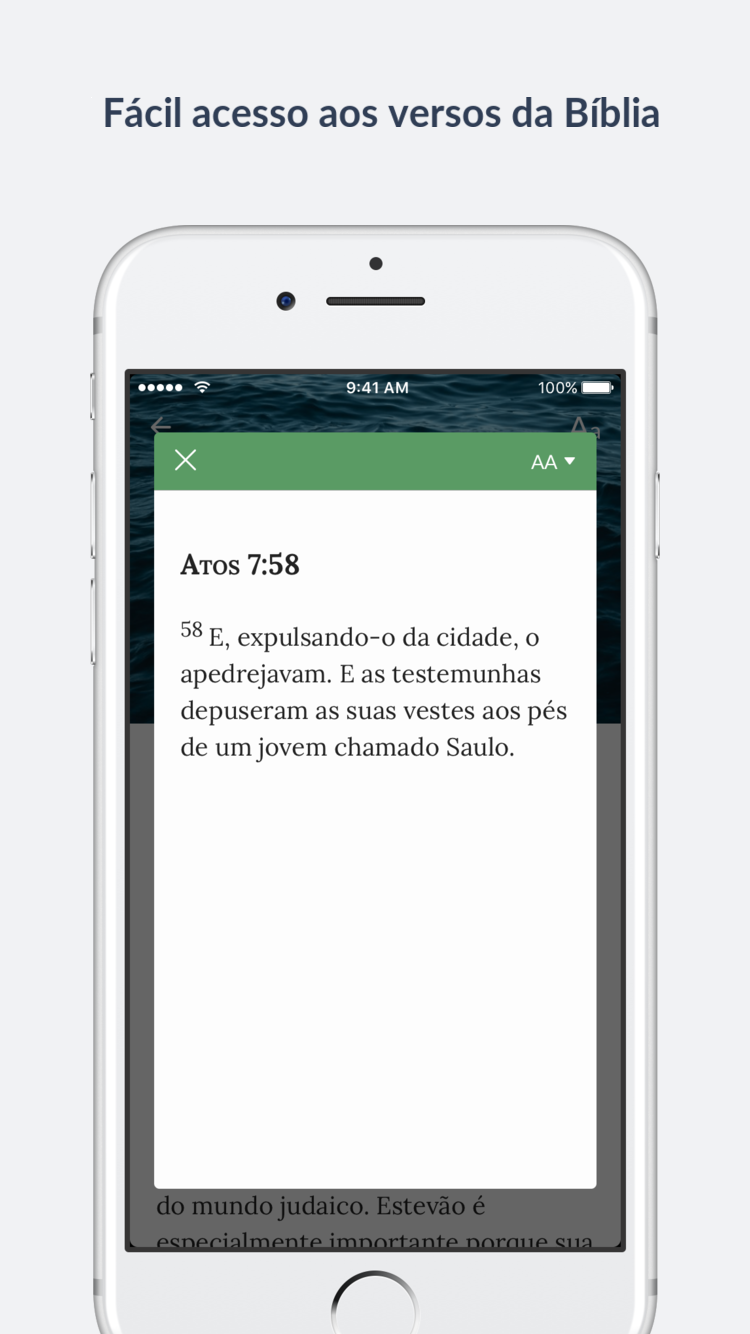 Fácil acesso aos versos da Bíblia
9:41 AM
100%
Aa
AA
Atos 7:58
58 E, expulsando-o da cidade, o
apedrejavam. E as testemunhas
depuseram as suas vestes aos pés
de um jovem chamado Saulo.
do mundo judaico. Estevão é
especialmente importante porque sua